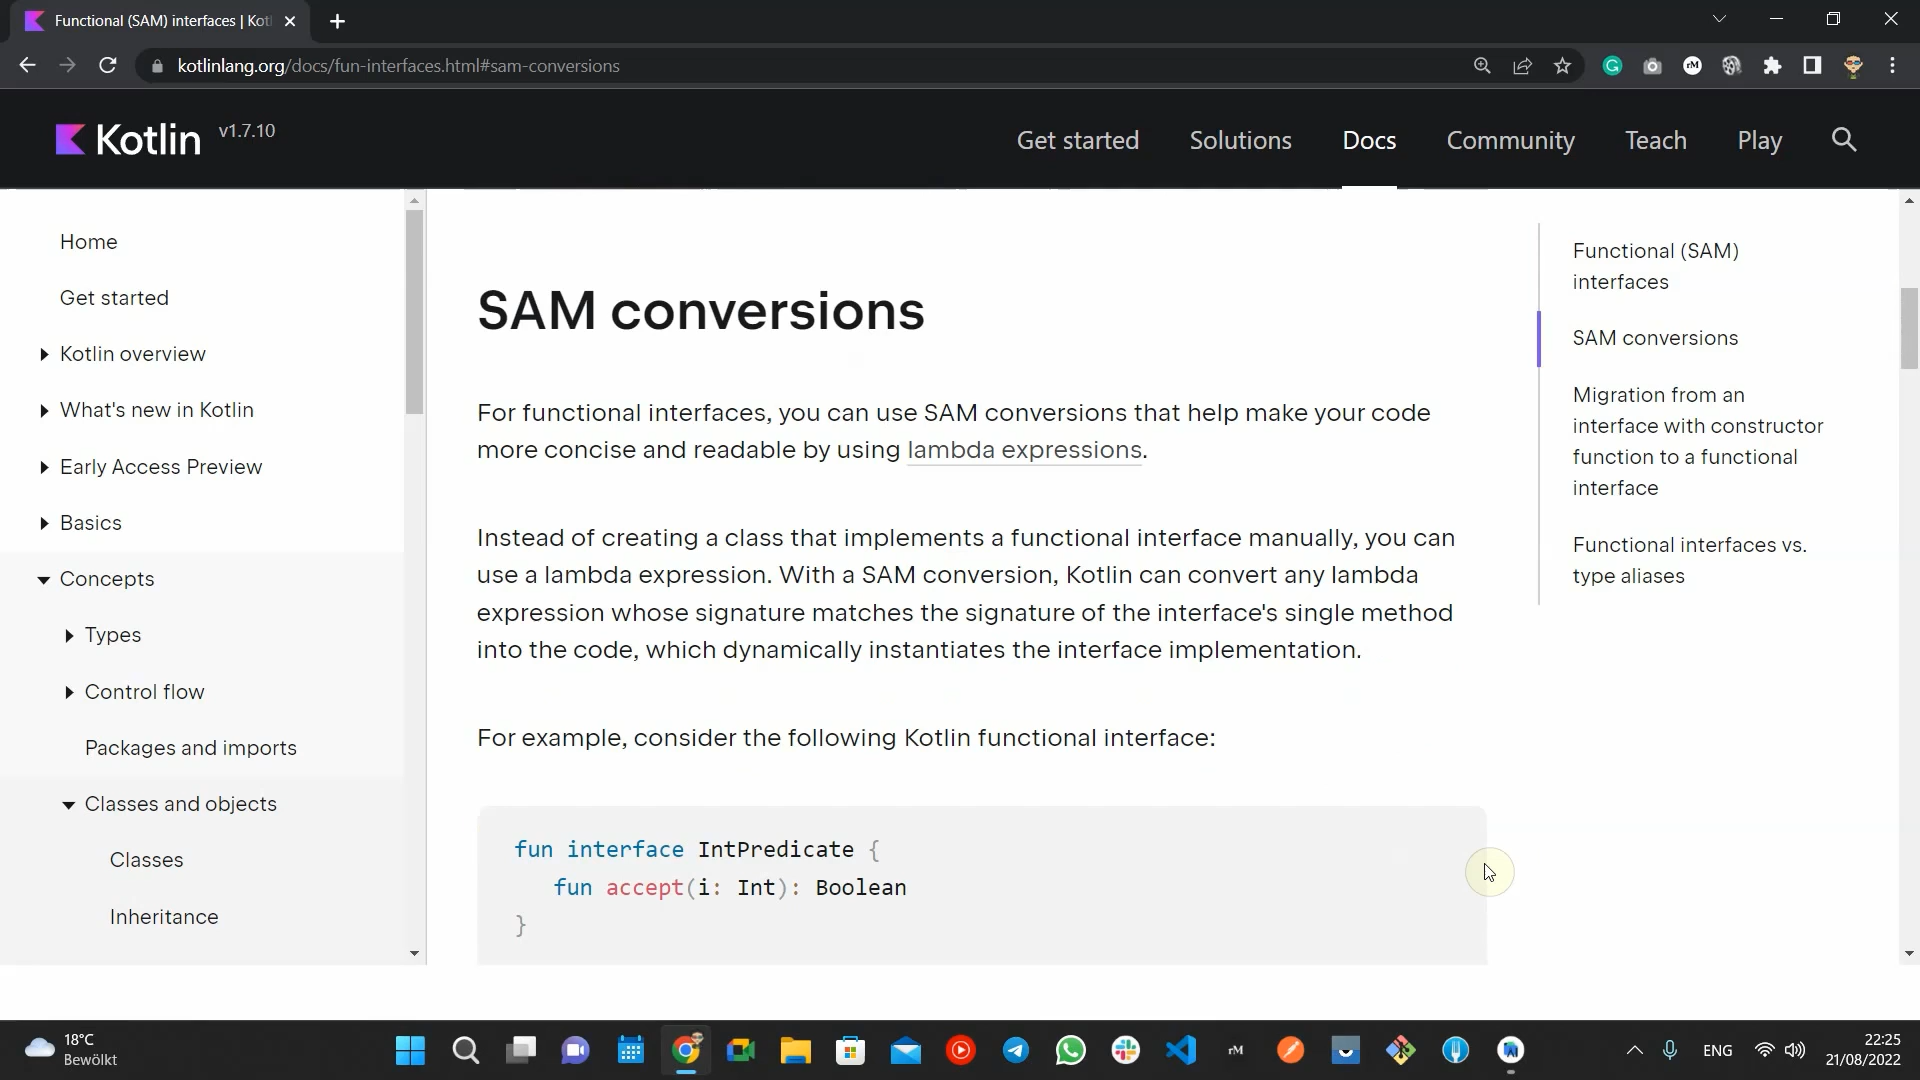 Functional (SAM) interfaces | Kot
kotlinlang.org/docs/fun-interfaces.html#sam-conversions
Kotlin v1.7.10
Get started
Solutions
Docs
Community
Teach
Play
Home
Get started
Kotlin overview
What's new in Kotlin
Early Access Preview
Basics
Concepts
Types
Control flow
Packages and imports
Classes and objects
Classes
Inheritance
SAM conversions
For functional interfaces, you can use SAM conversions that help make your code
more concise and readable by using lambda expressions.
Instead of creating a class that implements a functional interface manually, you can
use a lambda expression. With a SAM conversion, Kotlin can convert any lambda
expression whose signature matches the signature of the interface's single method
into the code, which dynamically instantiates the interface implementation.
For example, consider the following Kotlin functional interface:
fun interface IntPredicate {
fun accept(i: Int): Boolean
}
Functional (SAM)
interfaces
SAM conversions
Migration from an
interface with constructor
function to a functional
interface
Functional interfaces vs.
type aliases
18°C
Bewölkt
rM
ENG
22:25
21/08/2022